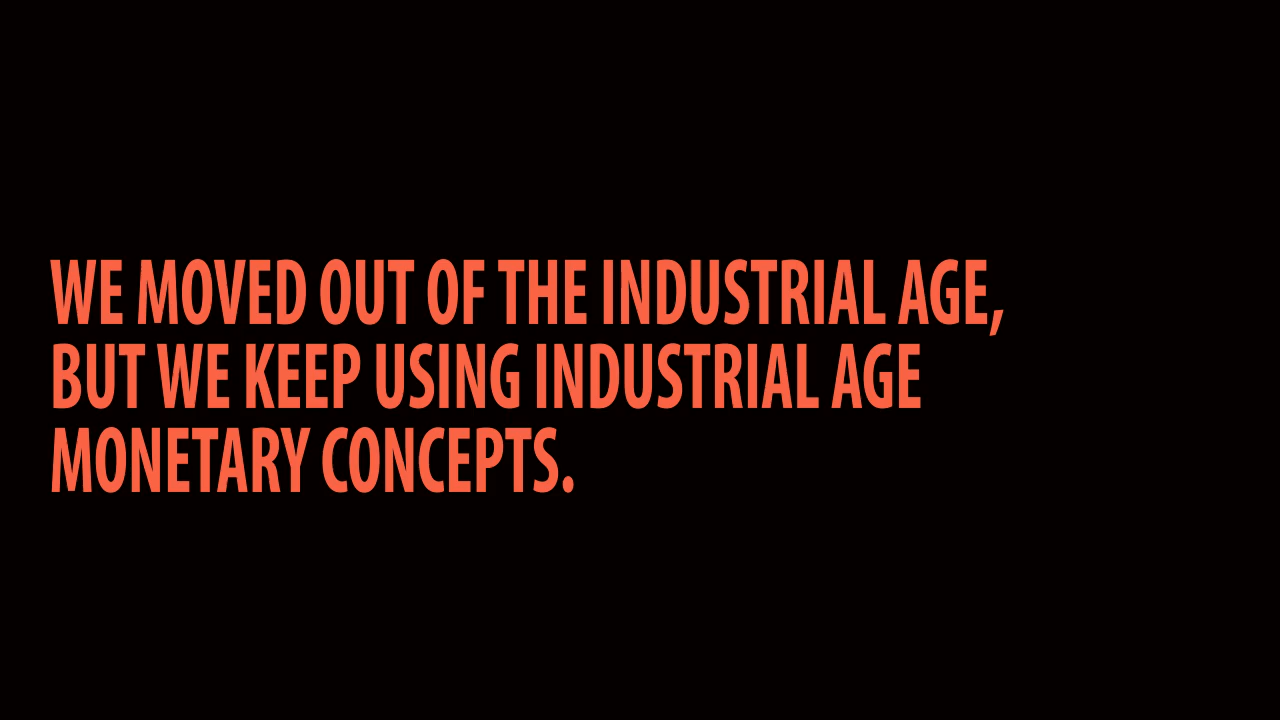 WE MOVED OUT OF THE INDUSTRIAL AGE,
BUT WE KEEP USING INDUSTRIAL AGE
MONETARY CONCEPTS.